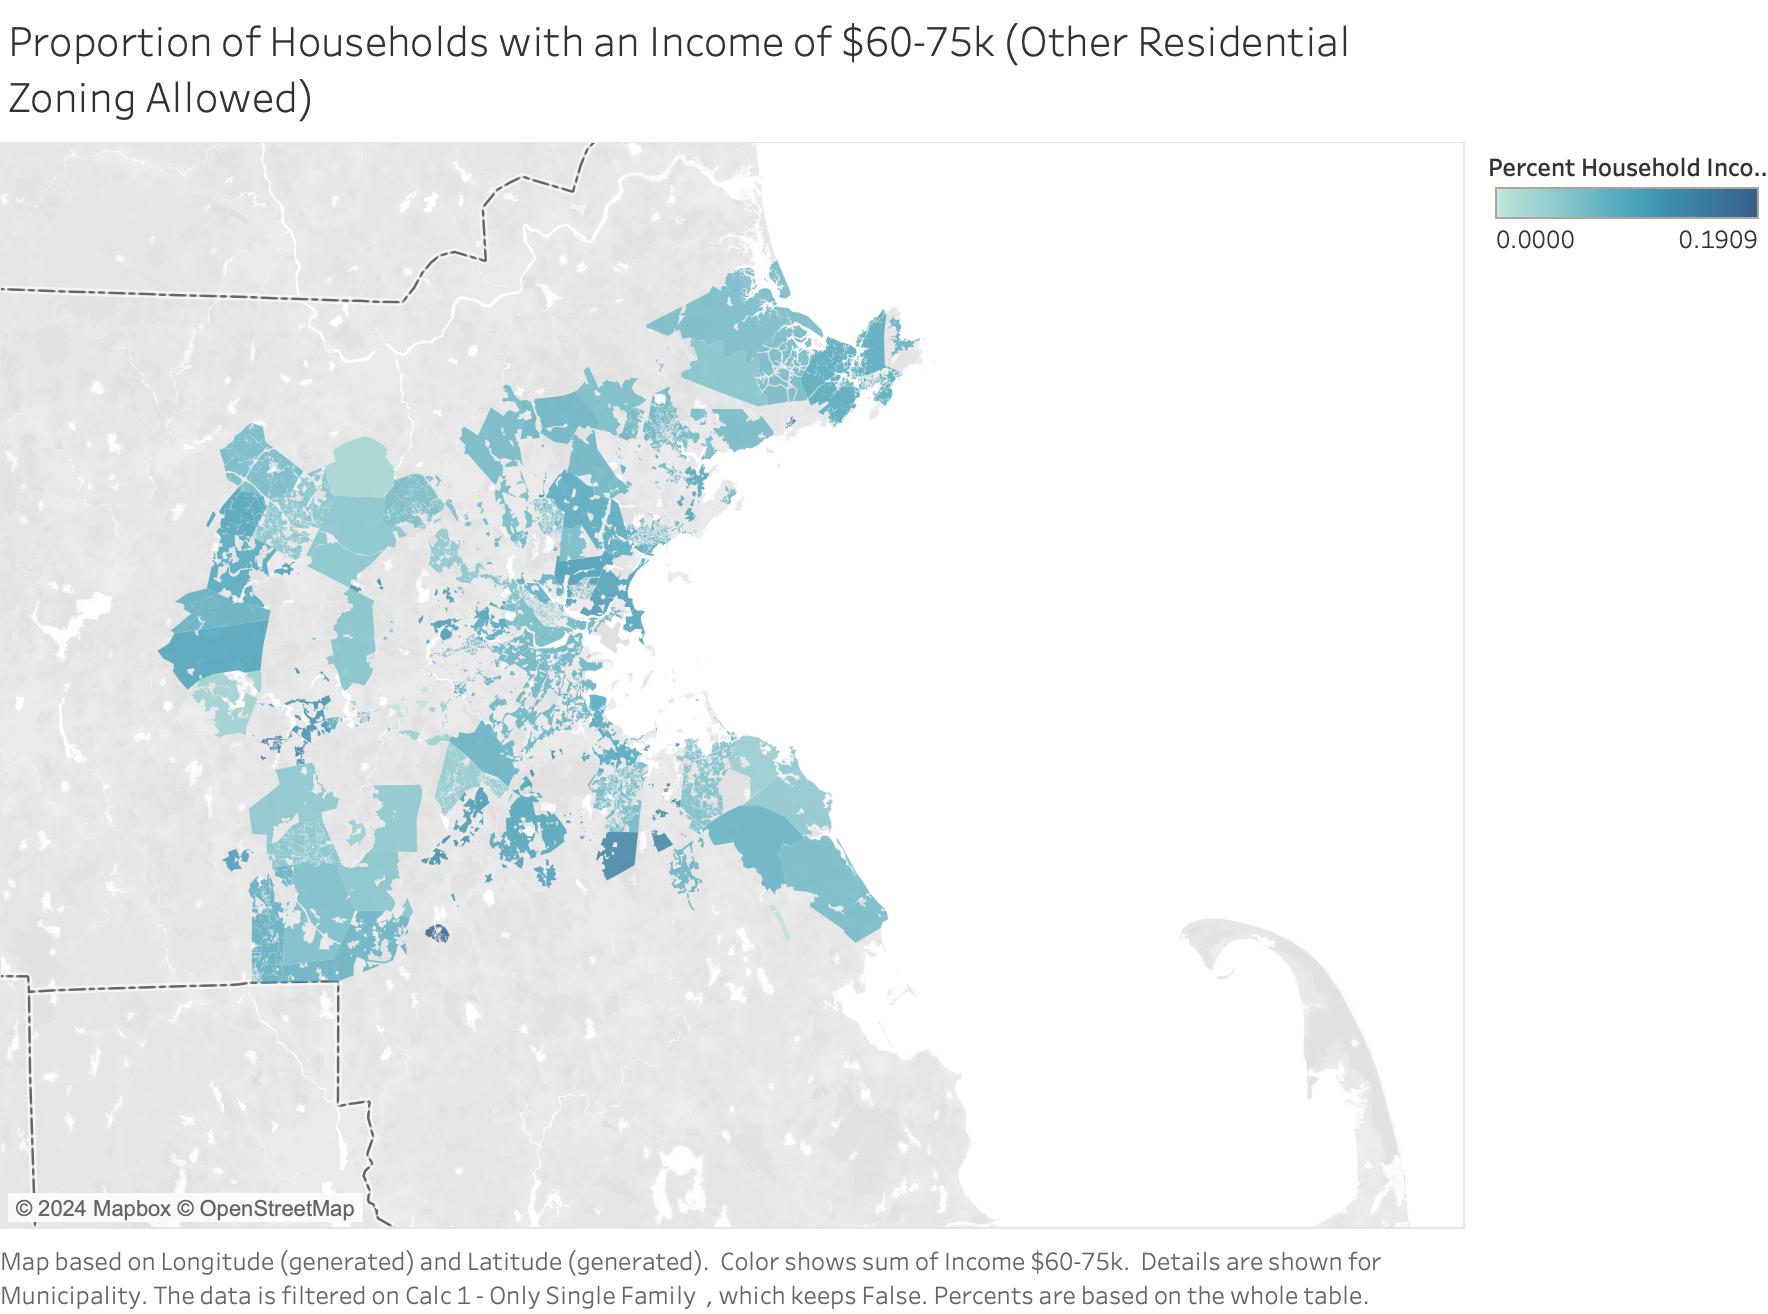 Proportion of Households with an Income of $60-75k (Other Residential
Zoning Allowed)
Percent Household Inco..
0.0000 0.1909
© 2024 Mapbox © OpenStreetMap
Map based on Longitude (generated) and Latitude (generated). Color shows sum of Income $60-75k. Details are shown for
Municipality. The data is filtered on Calc 1 - Only Single Family , which keeps False. Percents are based on the whole table.